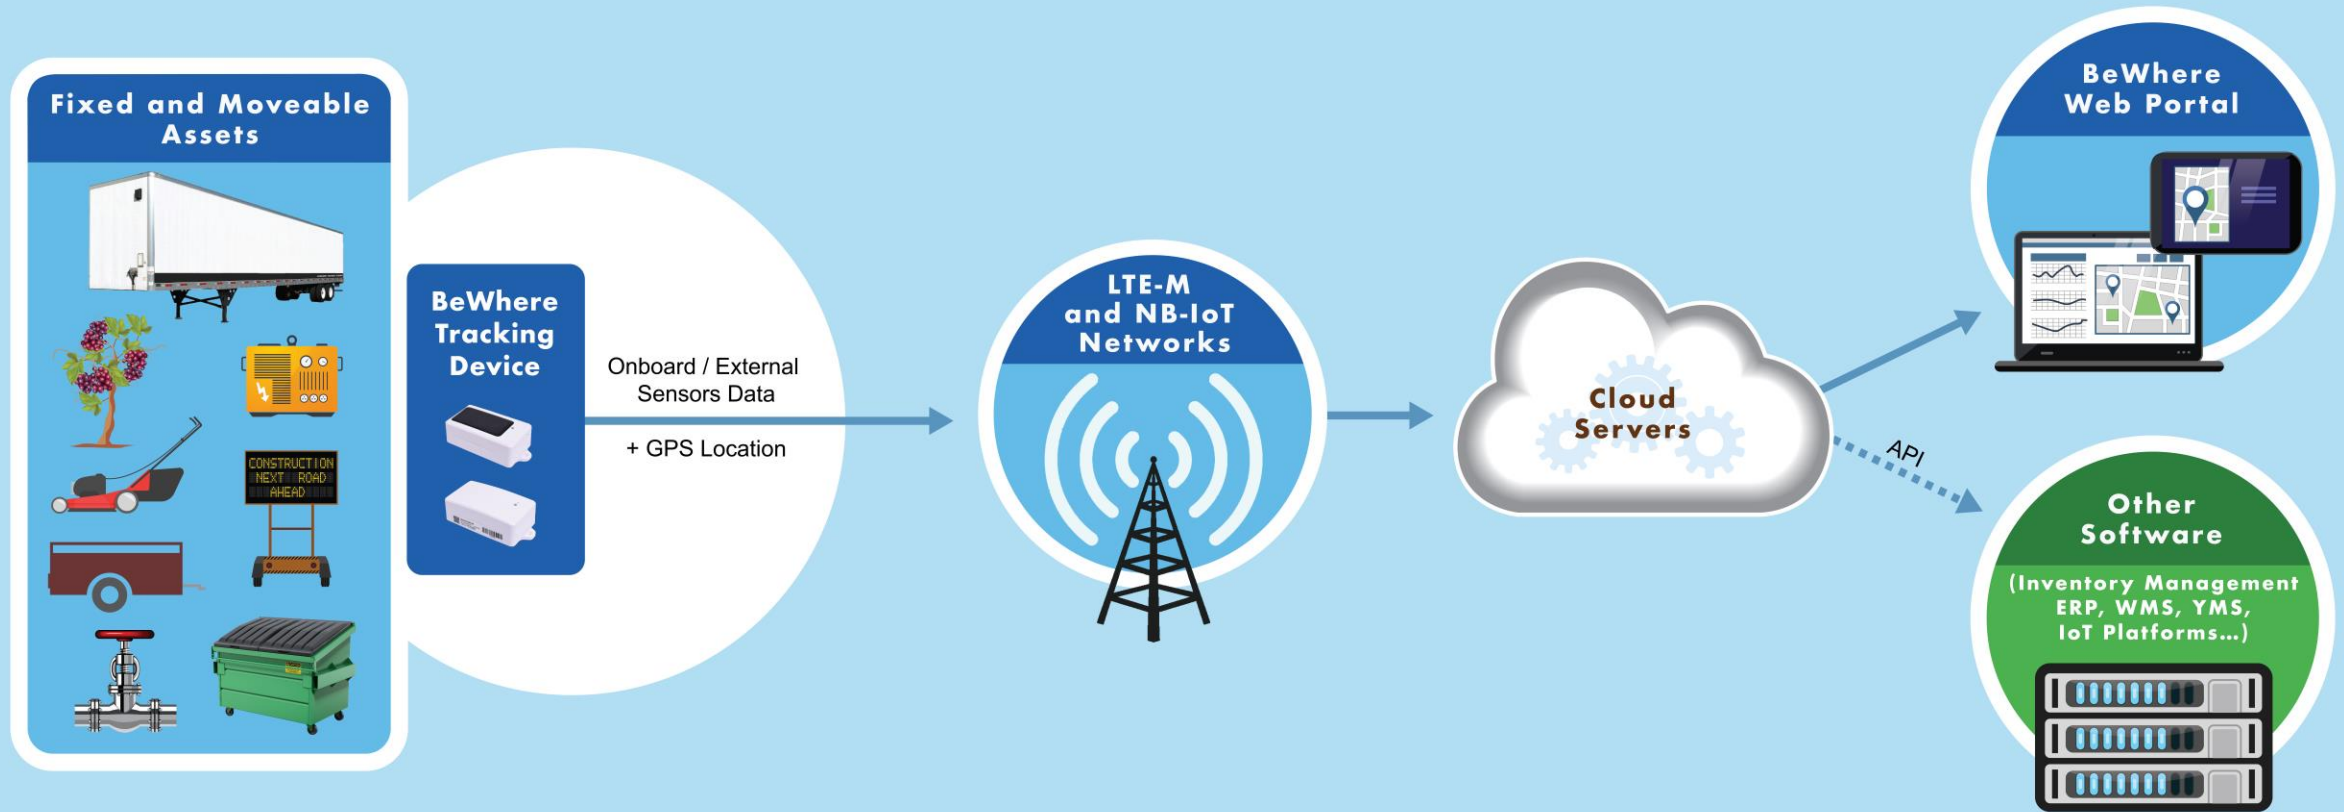 Fixed and Moveable
Assets
CONSTRUCTION
NEXT ROAD
AHEAD
BeWhere
Tracking
Device
Onboard / External
Sensors Data
+ GPS Location
LTE-M
and NB-IoT
Networks
Cloud
Servers
API
BeWhere
Web Portal
Other
Software
(Inventory Management
ERP, WMS, YMS,
IoT Platforms...)